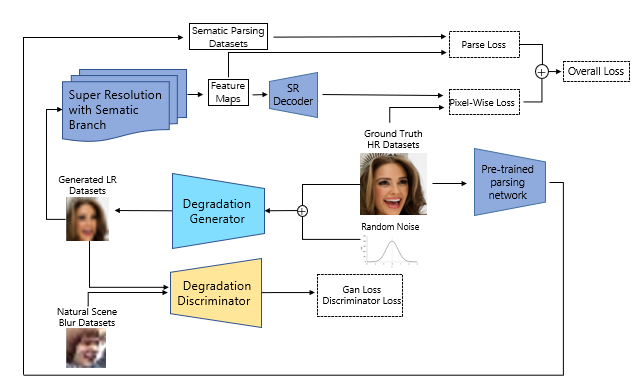 Sematic Parsing
Datasets
Parse Loss
Overall Loss
Super Resolution
with Sematic
Branch
Feature
Maps
SR
Decoder
Pixel-Wise Loss
Ground Truth
HR Datasets
Generated LR
Datasets
Degradation
Generator
Pre-trained
parsing
network
Random Noise
Degradation
Discriminator
Gan Loss
Discriminator Loss
Natural Scene
Blur Datasets